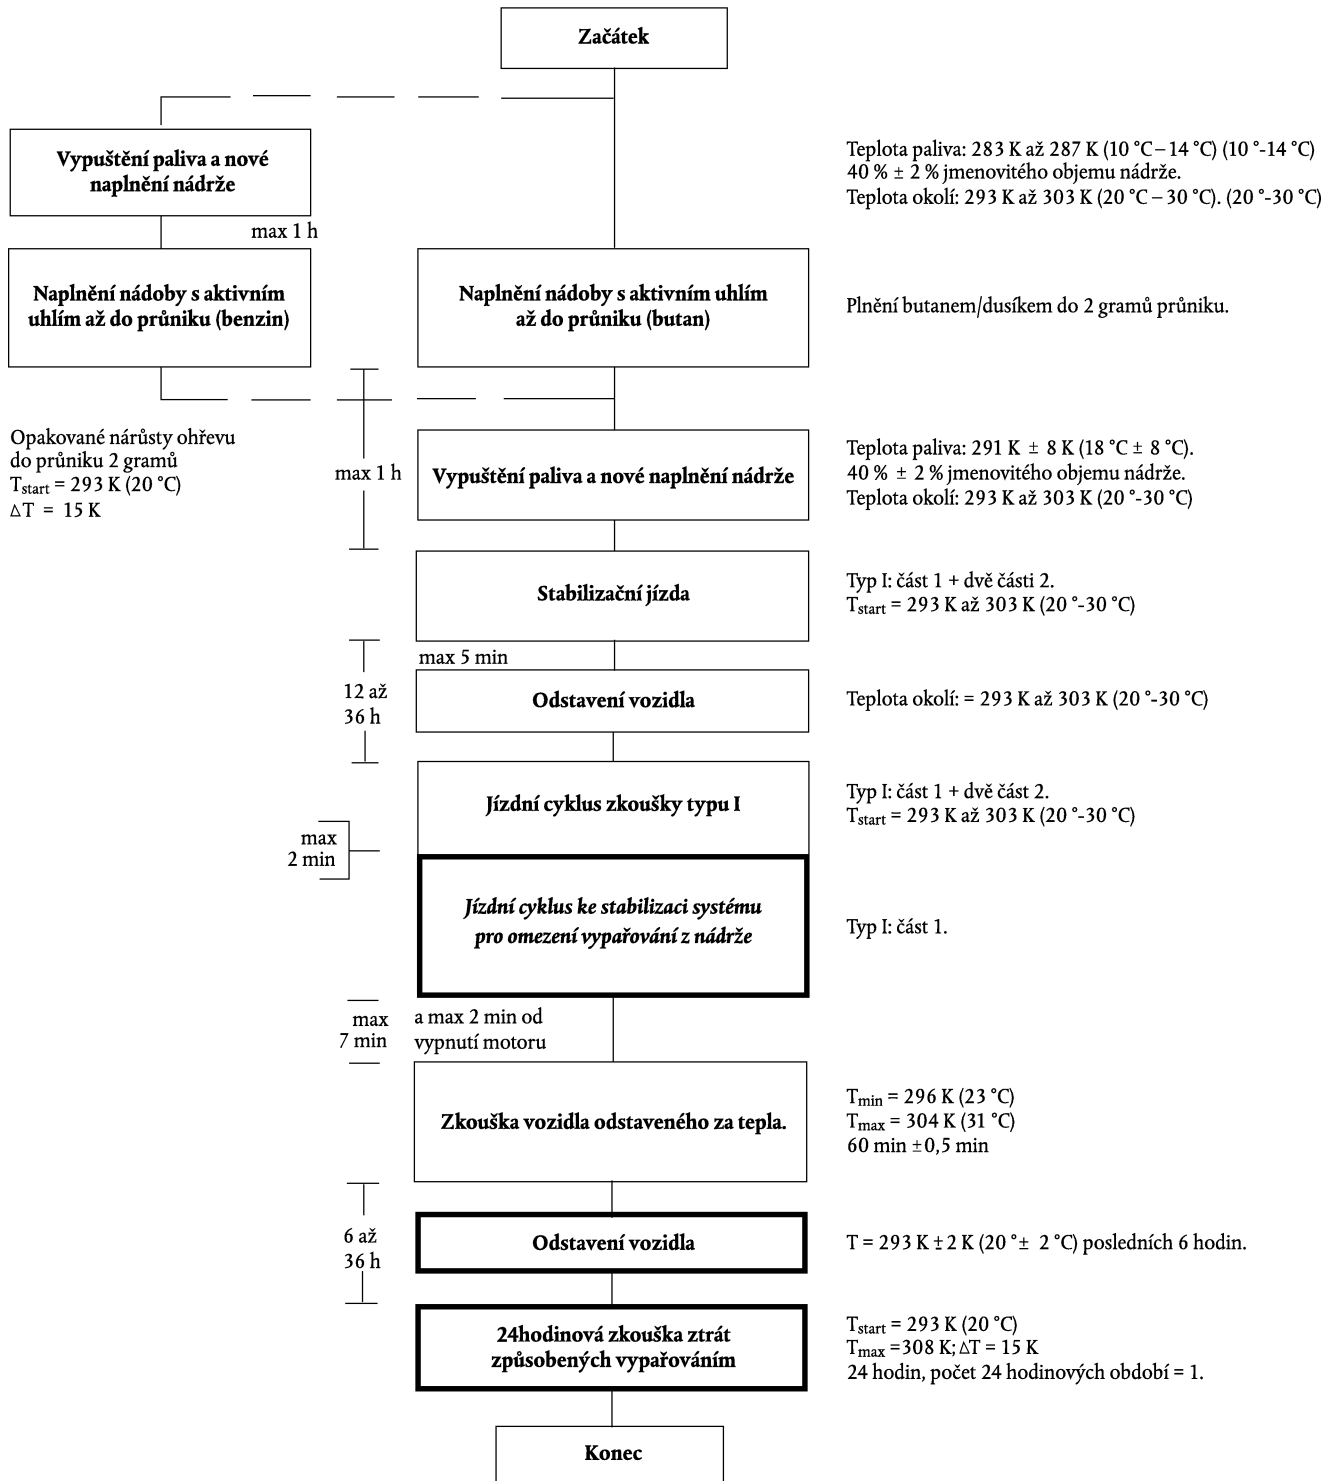 Začátek
Vypuštění paliva a nové
naplnění nádrže
Teplota paliva: 283 K až 287 K (10 °C – 14 °C) (10 °-14 °C)
40 % ± 2 % jmenovitého objemu nádrže.
Teplota okolí: 293 K až 303 K (20 °C – 30 °C). (20 °-30 °C)
max 1 h
Naplnění nádoby s aktivním
uhlím až do průniku (benzin)
Naplnění nádoby s aktivním uhlím
až do průniku (butan)
Plnění butanem/dusíkem do 2 gramů průniku.
Opakované nárůsty ohřevu
do průniku 2 gramů
Tstart = 293 K (20 °C)
ΔT = 15 K
max 1 h
Vypuštění paliva a nové naplnění nádrže
Teplota paliva: 291 K ± 8 K (18 °C ± 8 °C).
40 % ± 2 % jmenovitého objemu nádrže.
Teplota okolí: 293 K až 303 K (20 °-30 °C)
Stabilizační jízda
Typ I: část 1 + dvě části 2.
Tstart = 293 K až 303 K (20 °-30 °C)
max 5 min
12 až
36 h
Odstavení vozidla
Teplota okolí: = 293 K až 303 K (20 °-30 °C)
Jízdní cyklus zkoušky typu I
Typ I: část 1 + dvě část 2.
Tstart = 293 K až 303 K (20 °-30 °C)
max
2 min
Jízdní cyklus ke stabilizaci systému
pro omezení vypařování z nádrže
Typ I: část 1.
max
7 min
a max 2 min od
vypnutí motoru
Zkouška vozidla odstaveného za tepla.
Tmin = 296 K (23 °C)
Tmax = 304 K (31 °C)
60 min ±0,5 min
6 až
36 h
Odstavení vozidla
T = 293 K ± 2 K (20 °± 2 °C) posledních 6 hodin.
24hodinová zkouška ztrát
způsobených vypařováním
Tstart = 293 K (20 °C)
Tmax =308 K; ΔT = 15 K
24 hodin, počet 24 hodinových období = 1.
Konec